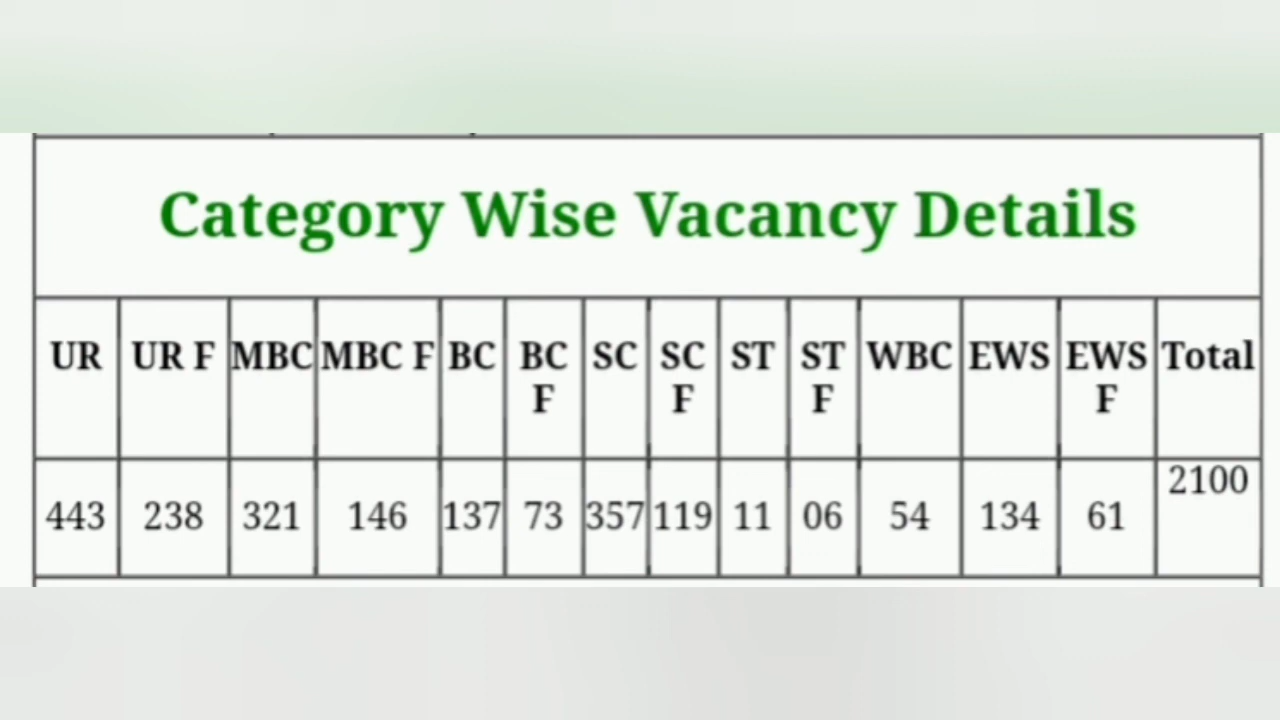 Category Wise Vacancy Details
UR UR F MBC MBC F BC BC F SC SC F ST ST F WBC EWS EWS F Total
443 238 321 146 137 73 357 119 11 06 54 134 61 2100